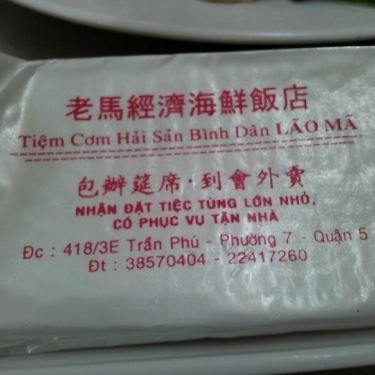 老馬經濟海鮮飯店
Tiệm Cơm Hải Sản Bình Dân LÃO MÃ
包辦筵席·到會外賣
NHẬN ĐẶT TIỆC TÙNG LỚN NHỎ,
CÓ PHỤC VỤ TẬN NHÀ
Đc : 418/3E Trần Phú - Phường 7 - Quận 5
Đt : 38570404 - 22417260